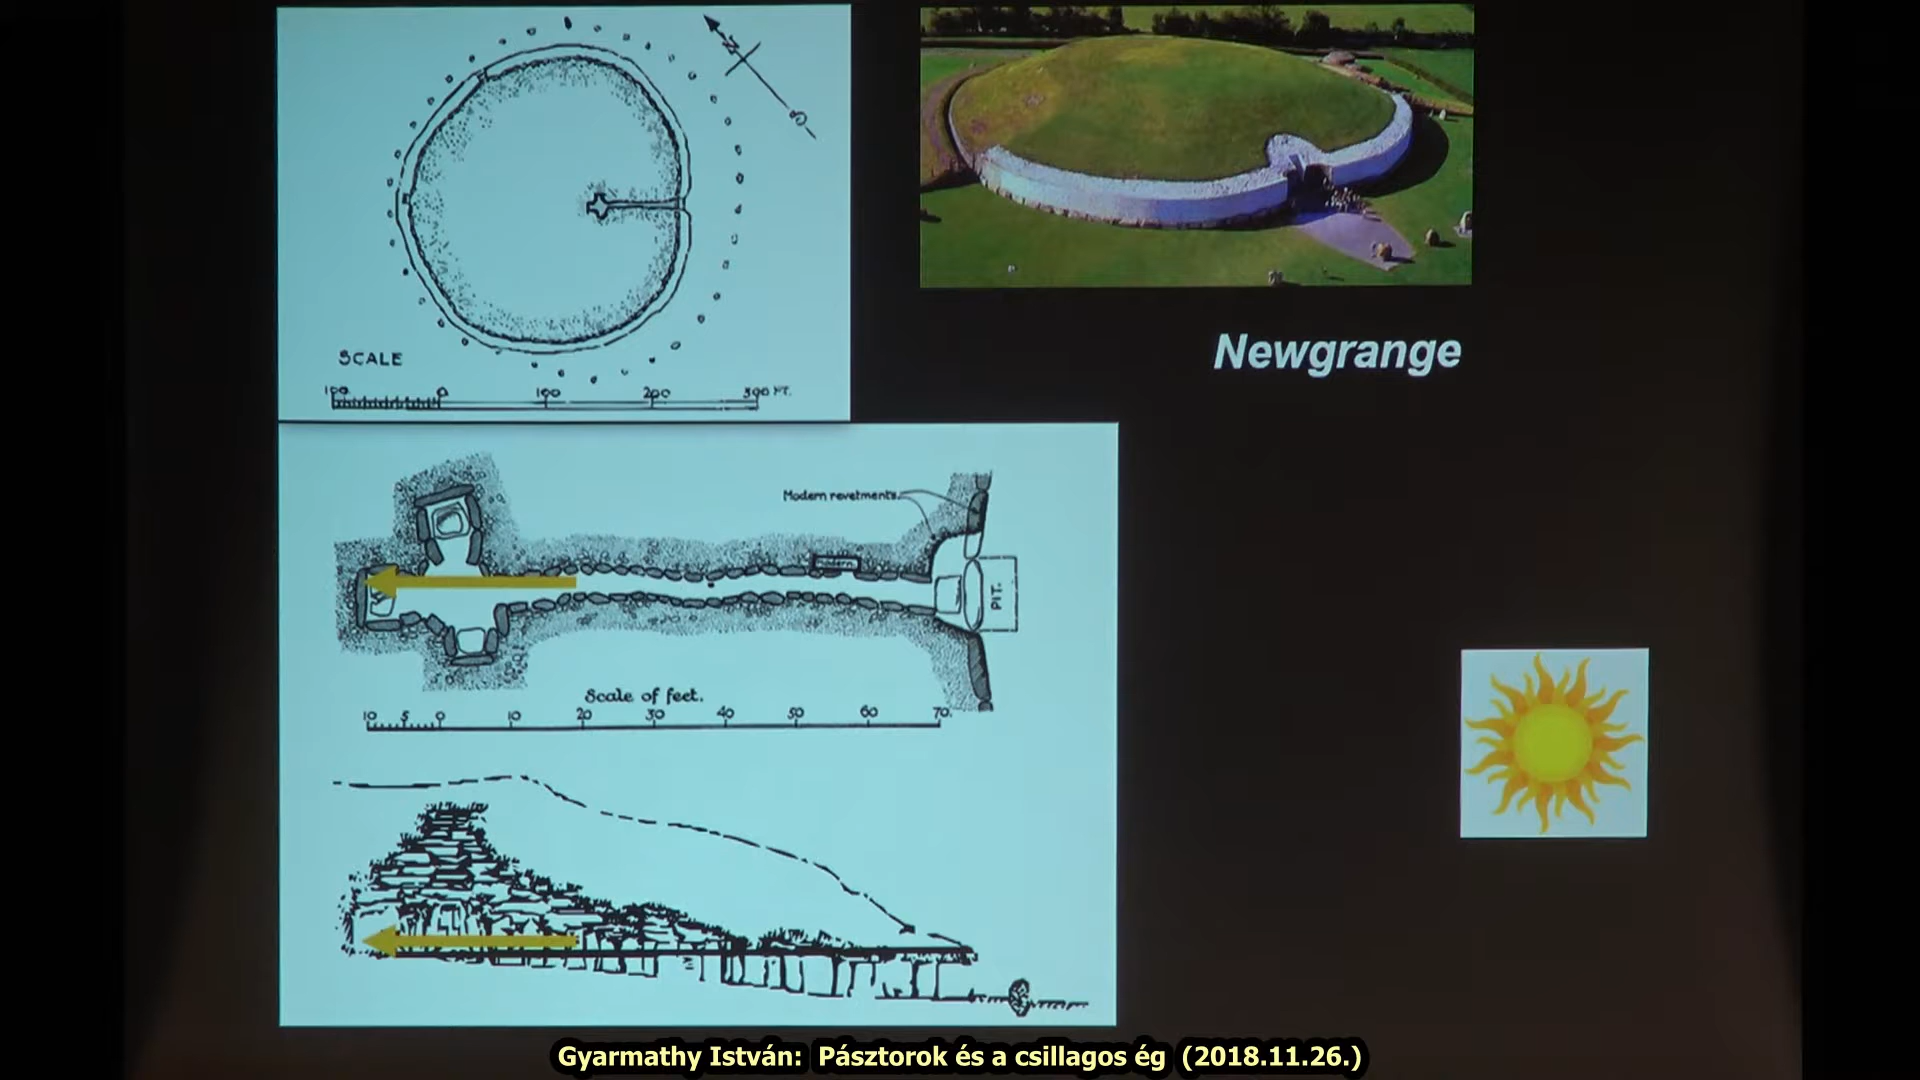 N
S
SCALE
100 0 100 200 300 FT.
Newgrange
Modern revetments.
PIT.
Scale of feet.
10 5 0 10 20 30 40 50 60 70.
Gyarmathy István: Pásztorok és a csillagos ég (2018.11.26.)